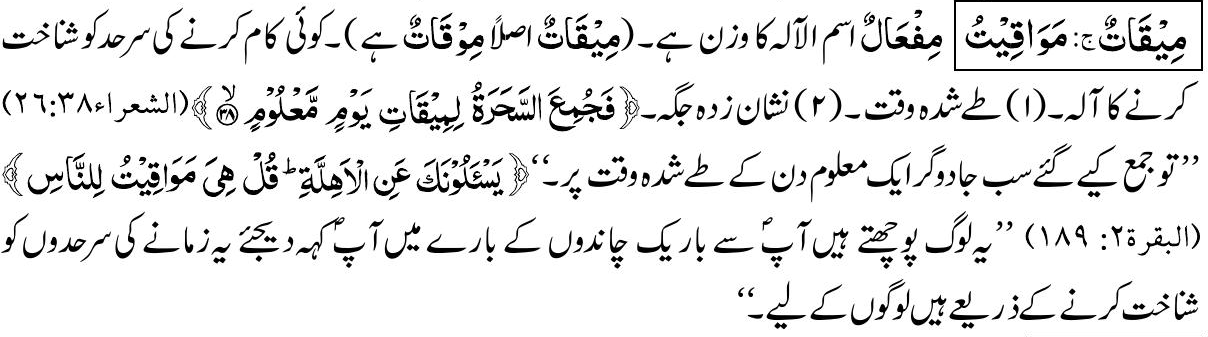 مِیْقَاتٌ ج: مَوَاقِیْتُ مِفْعَالٌ اسم الآلہ کا وزن ہے۔ (مِیْقَاتٌ اصلاً مِوْقَاتٌ ہے)۔ کوئی کام کرنے کی سرحد کو شناخت
کرنے کا آلہ۔ (۱) طے شدہ وقت۔ (۲) نشان زدہ جگہ۔ ﴿فَجُمِعَ السَّحَرَةُ لِمِیْقَاتِ یَوْمٍ مَّعْلُوْمٍ ۙ﴿۳۸﴾﴾ (الشعراء ۲۶:۳۸)
’’تو جمع کیے گئے سب جادوگر ایک معلوم دن کے طے شدہ وقت پر۔‘‘ ﴿یَسْـَٔلُوْنَكَ عَنِ الْاَهِلَّةِ ؕ قُلْ هِیَ مَوَاقِیْتُ لِلنَّاسِ﴾
(البقرة ۲: ۱۸۹) ’’یہ لوگ پوچھتے ہیں آپؐ سے باریک چاندوں کے بارے میں آپؐ کہہ دیجئے یہ زمانے کی سرحدوں کو
شناخت کرنے کے ذریعے ہیں لوگوں کے لیے۔‘‘